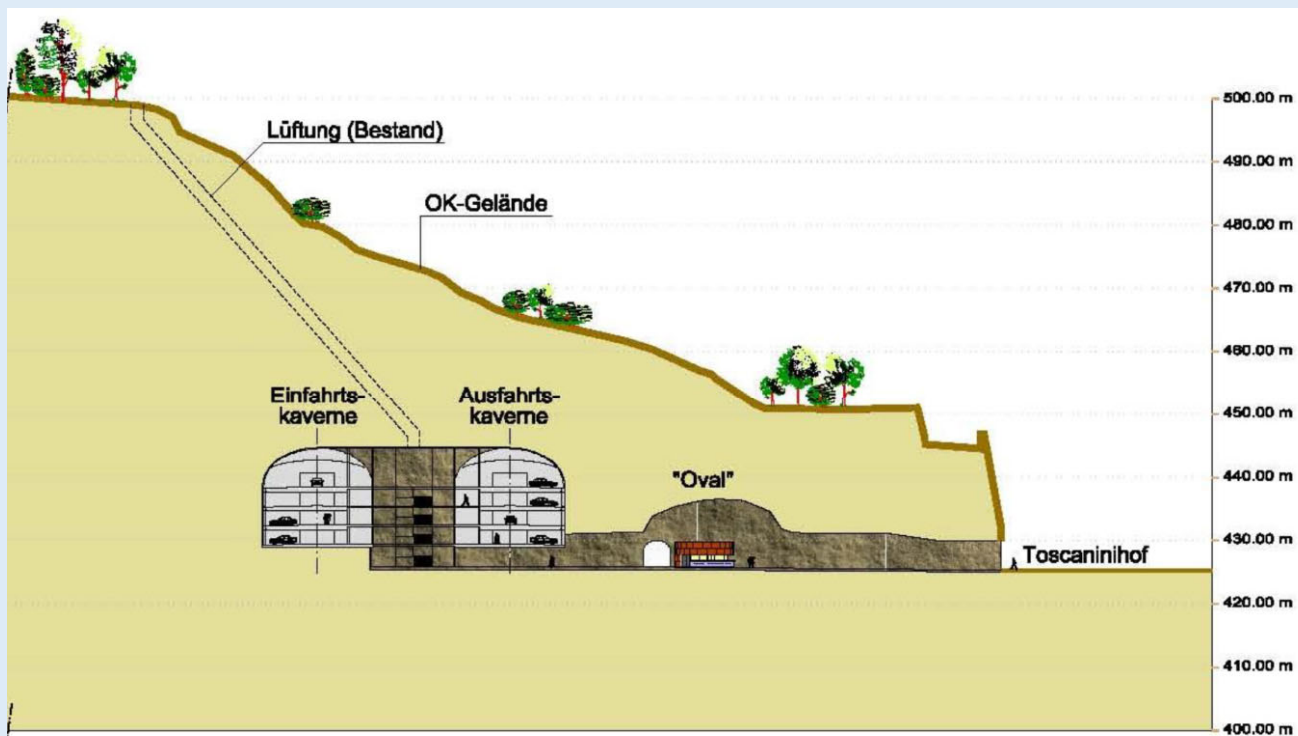 500.00 m
Lüftung (Bestand)
490.00 m
OK-Gelände
480.00 m
470.00 m
460.00 m
Einfahrts-
kaverne
Ausfahrts-
kaverne
450.00 m
440.00 m
"Oval"
430.00 m
Toscaninihof
420.00 m
410.00 m
400.00 m